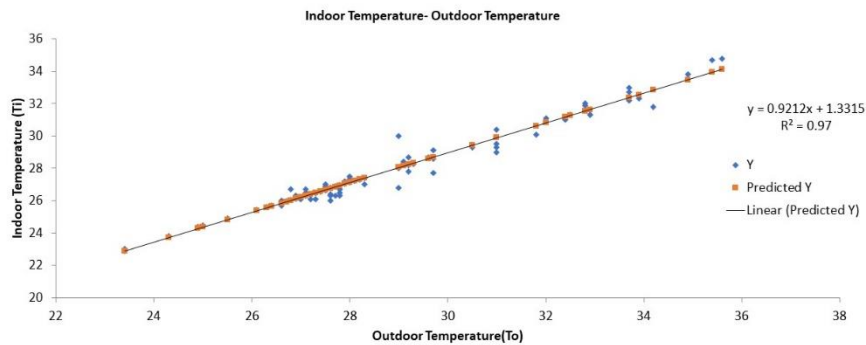 Indoor Temperature- Outdoor Temperature
36
34
32
30
28
26
24
22
20
Indoor Temperature (TI)
22
24
26
28
30
32
34
36
38
Outdoor Temperature(To)
y = 0.9212x + 1.3315
R² = 0.97
Y
Predicted Y
Linear (Predicted Y)